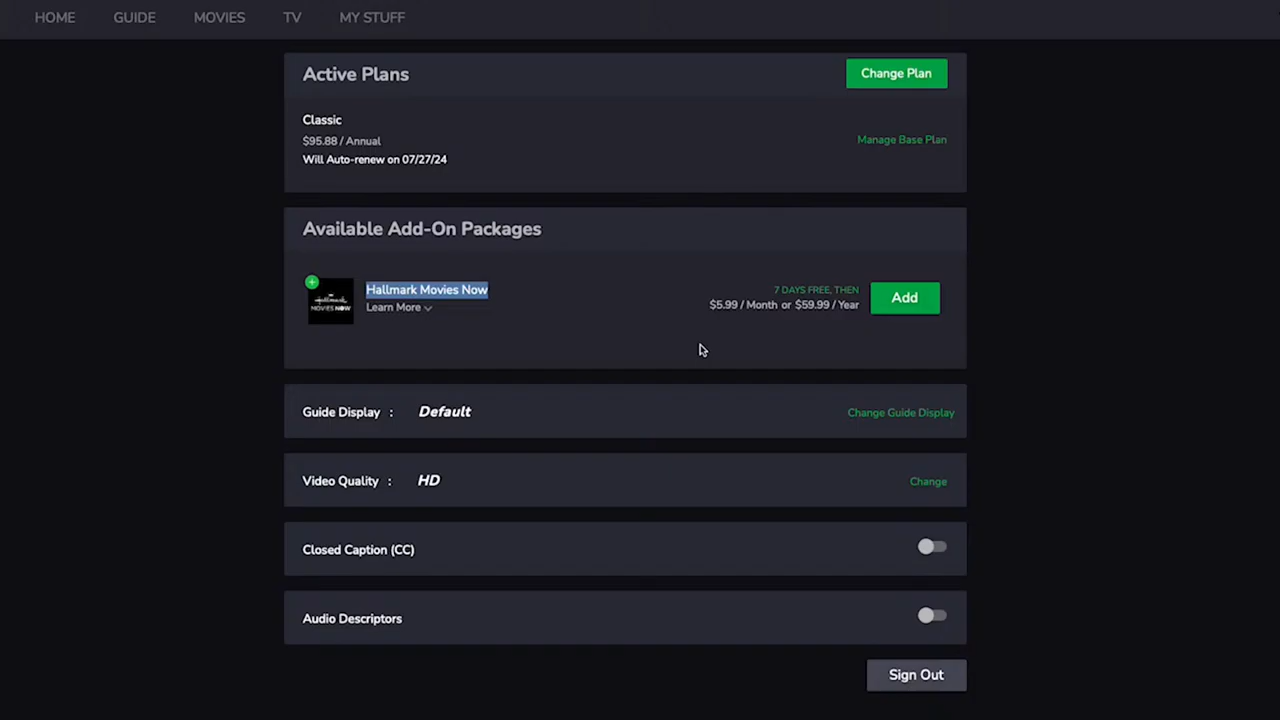 HOME GUIDE MOVIES TV MY STUFF
Active Plans
Change Plan
Classic
$95.88 / Annual
Manage Base Plan
Will Auto-renew on 07/27/24
Available Add-On Packages
Hallmark
MOVIES NOW
Hallmark Movies Now
Learn More
7 DAYS FREE, THEN
$5.99 / Month or $59.99 / Year
Add
Guide Display : Default
Change Guide Display
Video Quality : HD
Change
Closed Caption (CC)
Audio Descriptors
Sign Out